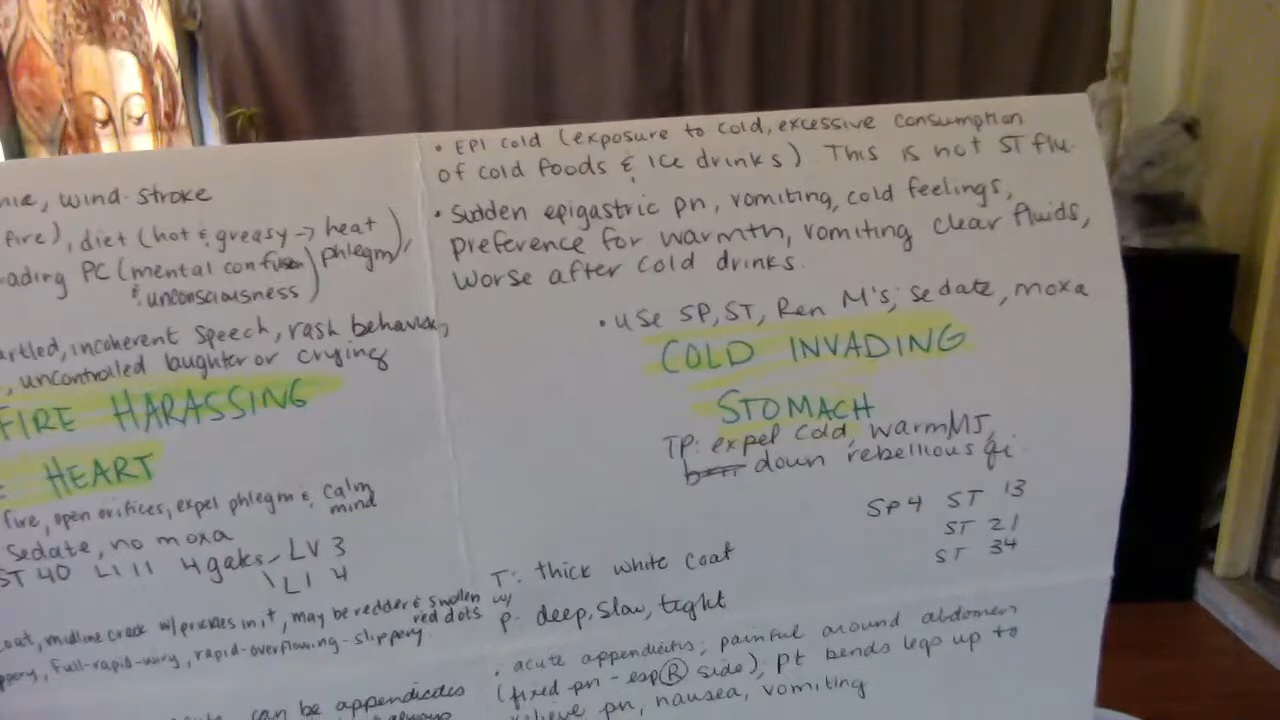 wind-stroke
fire), diet (hot & greasy → heat
phlegm),
PC (mental confusion
& unconsciousness)
incoherent speech, rash behavior,
, uncontrolled laughter or crying
FIRE HARASSING
HEART
fire, open orifices, expel phlegm & calm
mind
sedate, no moxa
ST 40 LI 11 4 gates - LV 3
\ LI 4
coat, midline crack w/ prickles in it, may be redder & swollen
w/ red dots
full-rapid-wiry, rapid-overflowing-slippery
can be appendicitis
always
• EPI cold (exposure to cold, excessive consumption
of cold foods & ice drinks) This is not ST flu.
• Sudden epigastric pn, vomiting, cold feelings,
preference for warmth, vomiting clear fluids,
worse after cold drinks.
• use SP, ST, Ren M's, sedate, moxa
COLD INVADING
STOMACH
TP: expel cold, warm MJ,
down rebellious qi
SP 4 ST 13
ST 21
ST 34
T: thick white coat
P: deep, slow, tight
• acute appendicitis; painful around abdomen
(fixed pn - esp R side), pt bends legs up to
relieve pn, nausea, vomiting